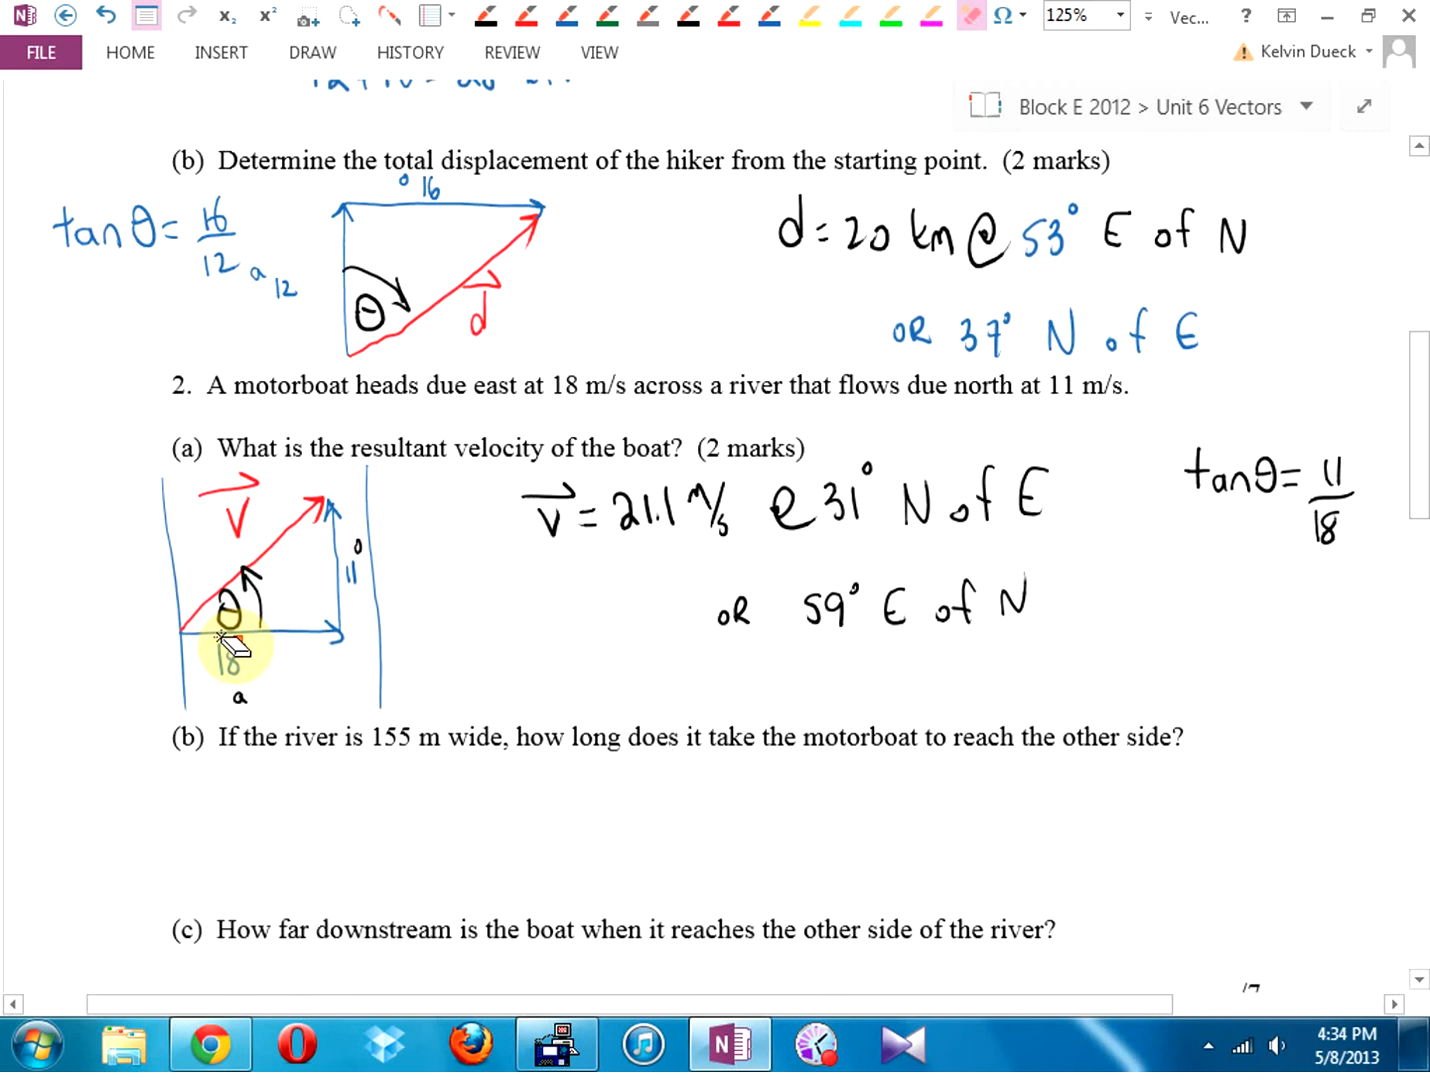 x₂ x² Ω 125% Vec... ?
FILE HOME INSERT DRAW HISTORY REVIEW VIEW Kelvin Dueck
Block E 2012 > Unit 6 Vectors
(b) Determine the total displacement of the hiker from the starting point. (2 marks)
o 16
tan θ = 16/12
a 12
θ
d
d = 20 km @ 53° E of N
OR 37° N of E
2. A motorboat heads due east at 18 m/s across a river that flows due north at 11 m/s.
(a) What is the resultant velocity of the boat? (2 marks)
v
11 o
θ
18
a
v = 21.1 m/s @ 31° N of E
tan θ = 11/18
OR 59° E of N
(b) If the river is 155 m wide, how long does it take the motorboat to reach the other side?
(c) How far downstream is the boat when it reaches the other side of the river?
4:34 PM
5/8/2013